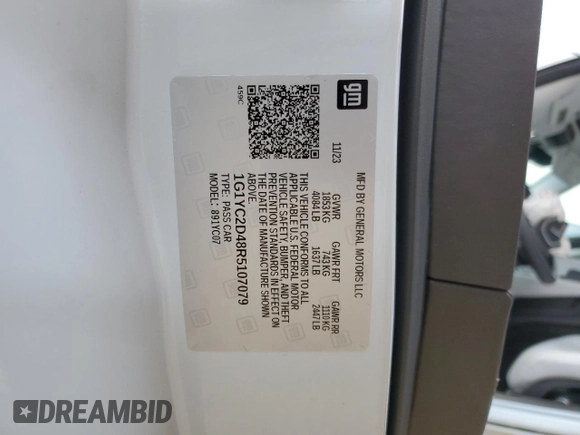 gm
459C
MFD BY GENERAL MOTORS LLC
11/23
GVWR GAWR FRT GAWR RR
1853 KG 743 KG 1110 KG
4084 LB 1637 LB 2447 LB
THIS VEHICLE CONFORMS TO ALL
APPLICABLE U.S. FEDERAL MOTOR
VEHICLE SAFETY, BUMPER, AND THEFT
PREVENTION STANDARDS IN EFFECT ON
THE DATE OF MANUFACTURE SHOWN
ABOVE.
1G1YC2D48R5107079
TYPE: PASS CAR
MODEL: 891YC07
DREAMBID